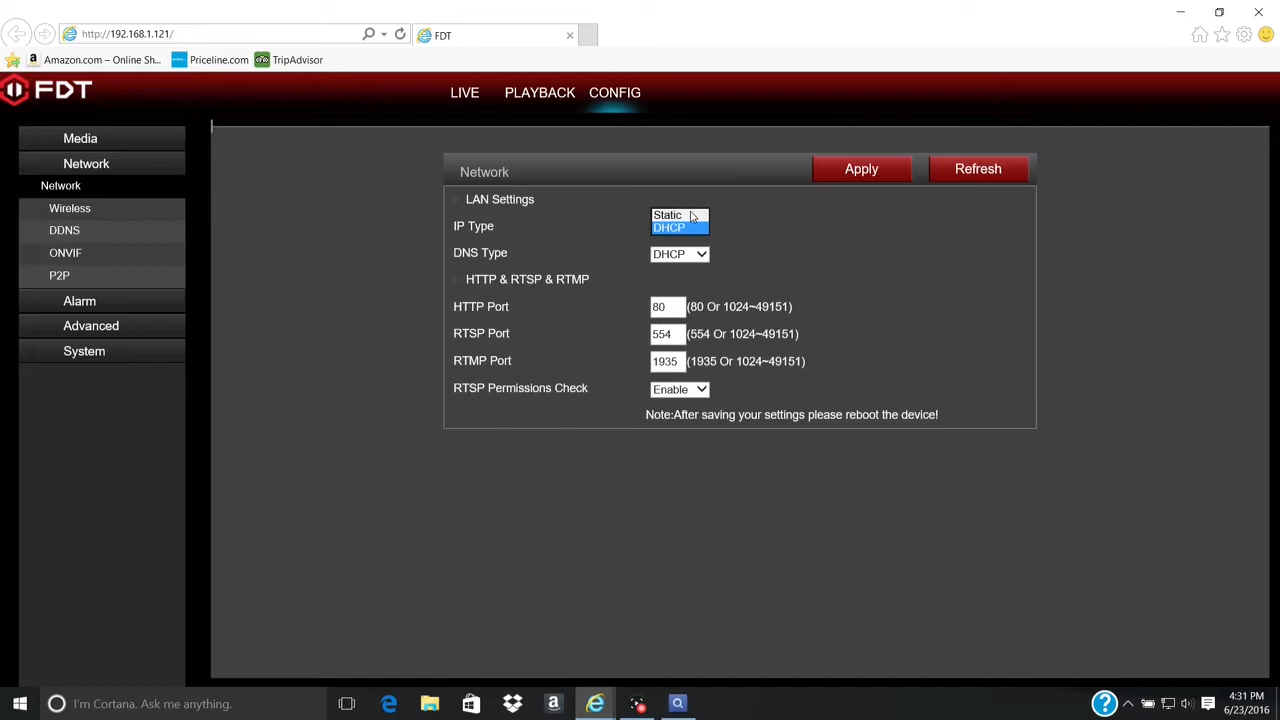 http://192.168.1.121/
FDT
Amazon.com – Online Sh...
Priceline.com
TripAdvisor
FDT
LIVE
PLAYBACK
CONFIG
Media
Network
Network
Wireless
DDNS
ONVIF
P2P
Alarm
Advanced
System
Network
Apply
Refresh
LAN Settings
IP Type
Static
DHCP
DNS Type
DHCP
HTTP & RTSP & RTMP
HTTP Port
80
(80 Or 1024~49151)
RTSP Port
554
(554 Or 1024~49151)
RTMP Port
1935
(1935 Or 1024~49151)
RTSP Permissions Check
Enable
Note:After saving your settings please reboot the device!
I'm Cortana. Ask me anything.
4:31 PM
6/23/2016